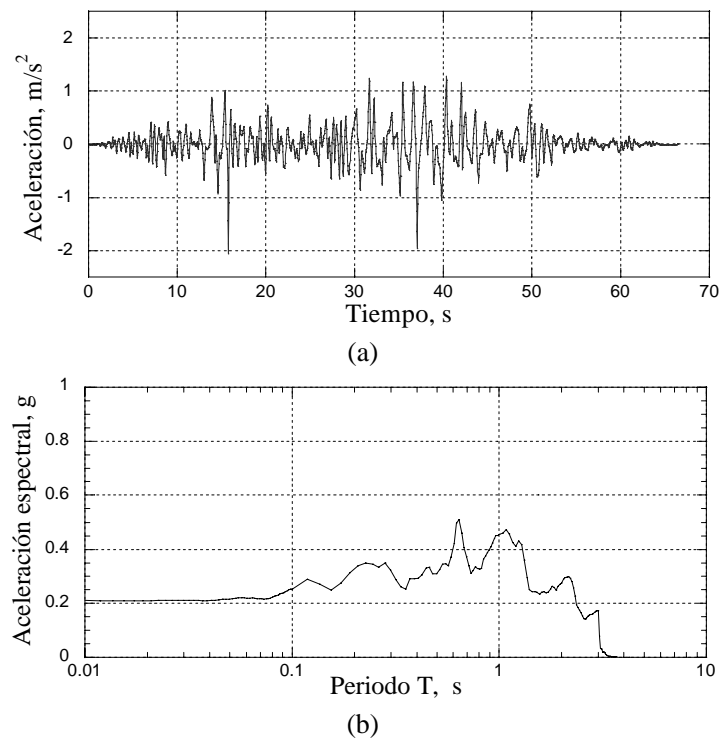 2
1
0
-1
-2
Aceleración, m/s²
0 10 20 30 40 50 60 70
Tiempo, s
(a)
1
0.8
0.6
0.4
0.2
0
Aceleración espectral, g
0.01 0.1 1 10
Periodo T, s
(b)